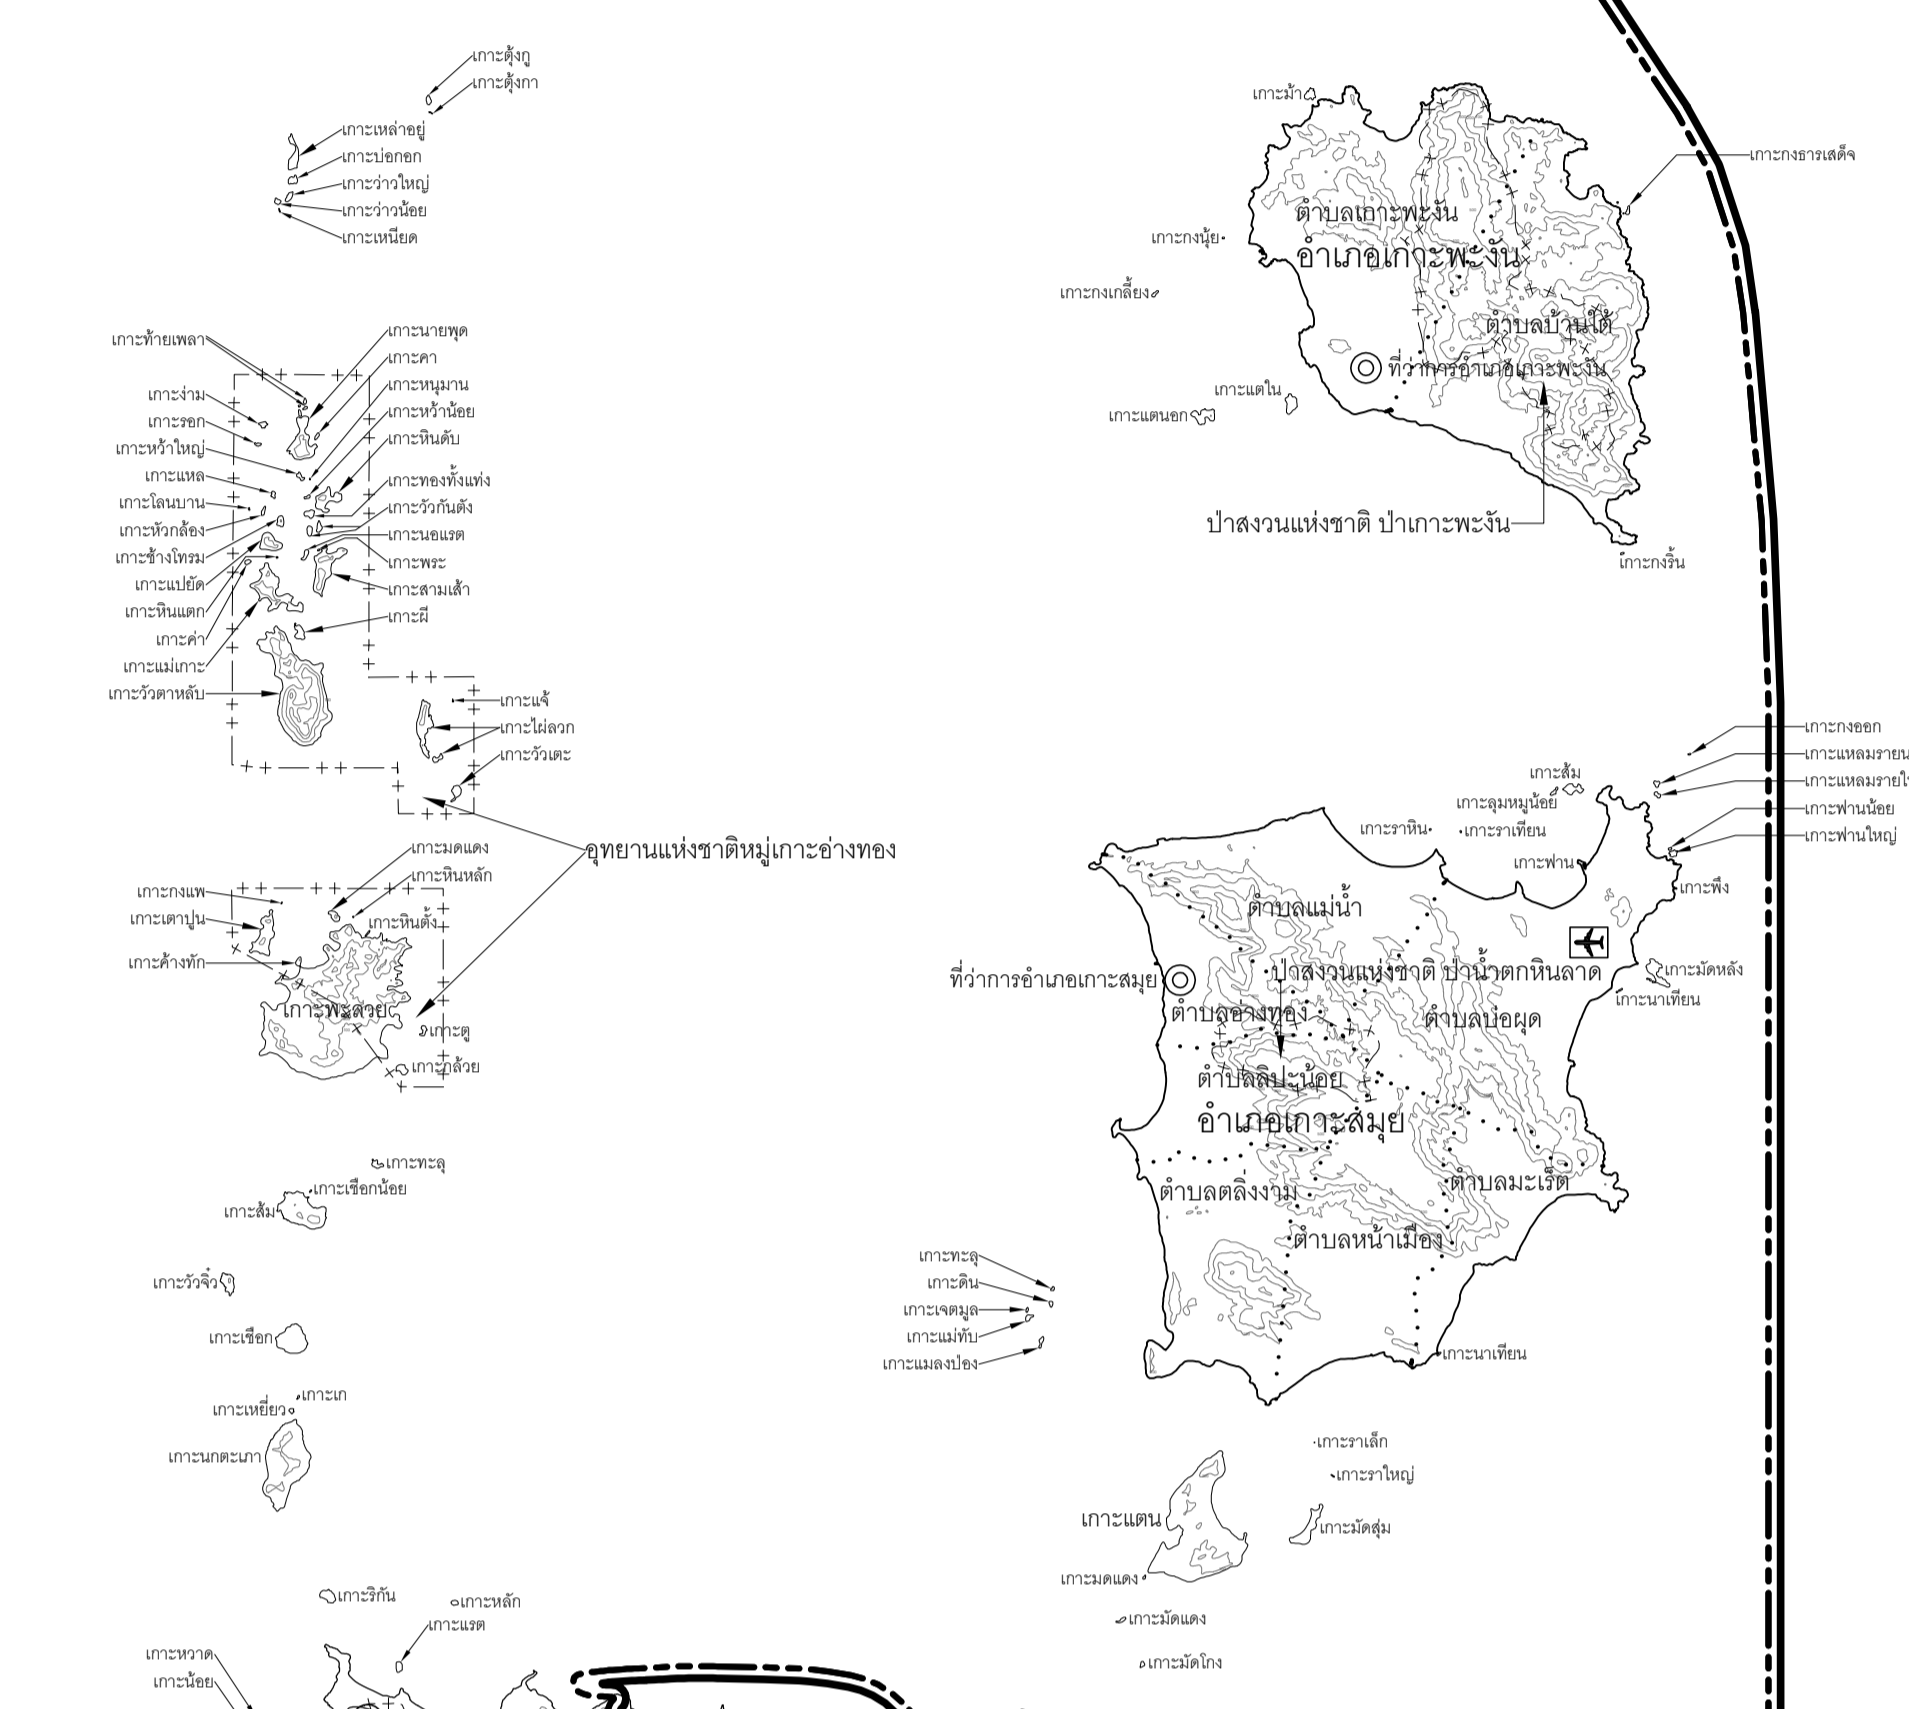 เกาะตุ้งกู
เกาะตุ้งกา
เกาะเหล่าอยู่
เกาะบ่อกอก
เกาะว่าวใหญ่
เกาะว่าวน้อย
เกาะเหนียด
เกาะท้ายเพลา
เกาะง่าม
เกาะรอก
เกาะหว้าใหญ่
เกาะแหล
เกาะโลนบาน
เกาะหัวกล้อง
เกาะช้างโทรม
เกาะแปยัด
เกาะหินแตก
เกาะค่า
เกาะแม่เกาะ
เกาะวัวตาหลับ
เกาะนายพุด
เกาะคา
เกาะหนุมาน
เกาะหว้าน้อย
เกาะหินดับ
เกาะทองทั้งแท่ง
เกาะวัวกันตัง
เกาะนอแรต
เกาะพระ
เกาะสามเส้า
เกาะผี
เกาะแจ้
เกาะไผ่ลวก
เกาะวัวเตะ
อุทยานแห่งชาติหมู่เกาะอ่างทอง
เกาะมดแดง
เกาะหินหลัก
เกาะหินตั้ง
เกาะกงแพ
เกาะเตาปูน
เกาะค้างทัก
เกาะพะลวย
เกาะตู
เกาะกล้วย
เกาะทะลุ
เกาะเชือกน้อย
เกาะส้ม
เกาะวัวจิ๋ว
เกาะเชือก
เกาะเก
เกาะเหยี่ยว
เกาะนกตะเภา
เกาะริกัน
เกาะหลัก
เกาะแรต
เกาะหวาด
เกาะน้อย
เกาะม้า
เกาะกงธารเสด็จ
ตำบลเกาะพะงัน
เกาะกงนุ้ย
อำเภอเกาะพะงัน
เกาะกงเกลี้ยง
ตำบลบ้านใต้
ที่ว่าการอำเภอเกาะพะงัน
เกาะแตใน
เกาะแตนอก
ป่าสงวนแห่งชาติ ป่าเกาะพะงัน
เกาะกงริ้น
เกาะกงออก
เกาะแหลมรายน
เกาะแหลมรายใ
เกาะฟานน้อย
เกาะฟานใหญ่
เกาะส้ม
เกาะลุมหมูน้อย
เกาะราหิน
เกาะราเทียน
เกาะฟาน
เกาะพึง
ตำบลแม่น้ำ
ที่ว่าการอำเภอเกาะสมุย
ป่าสงวนแห่งชาติ ป่าน้ำตกหินลาด
เกาะมัดหลัง
เกาะนาเทียน
ตำบลอ่างทอง
ตำบลบ่อผุด
ตำบลลิปะน้อย
อำเภอเกาะสมุย
ตำบลตลิ่งงาม
ตำบลมะเร็ต
ตำบลหน้าเมือง
เกาะทะลุ
เกาะดิน
เกาะเจตมูล
เกาะแม่ทับ
เกาะแมลงป่อง
เกาะนาเทียน
เกาะราเล็ก
เกาะราใหญ่
เกาะแตน
เกาะมัดสุ่ม
เกาะมดแดง
เกาะมัดแดง
เกาะมัดโกง